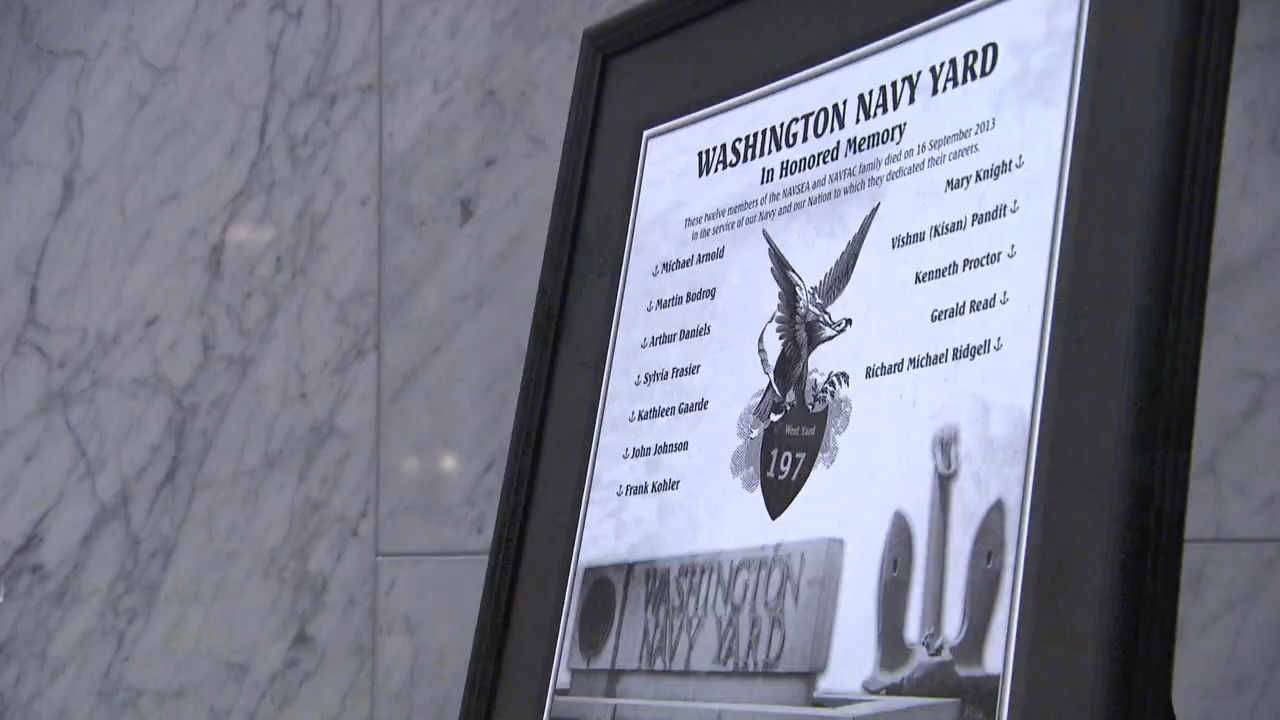 WASHINGTON NAVY YARD
In Honored Memory
These twelve members of the NAVSEA and NAVFAC family died on 16 September 2013
in the service of our Navy and our Nation to which they dedicated their careers.
Michael Arnold
Martin Bodrog
Arthur Daniels
Sylvia Frasier
Kathleen Gaarde
John Johnson
Frank Kohler
Mary Knight
Vishnu (Kisan) Pandit
Kenneth Proctor
Gerald Read
Richard Michael Ridgell
West Yard
197
WASHINGTON
NAVY YARD